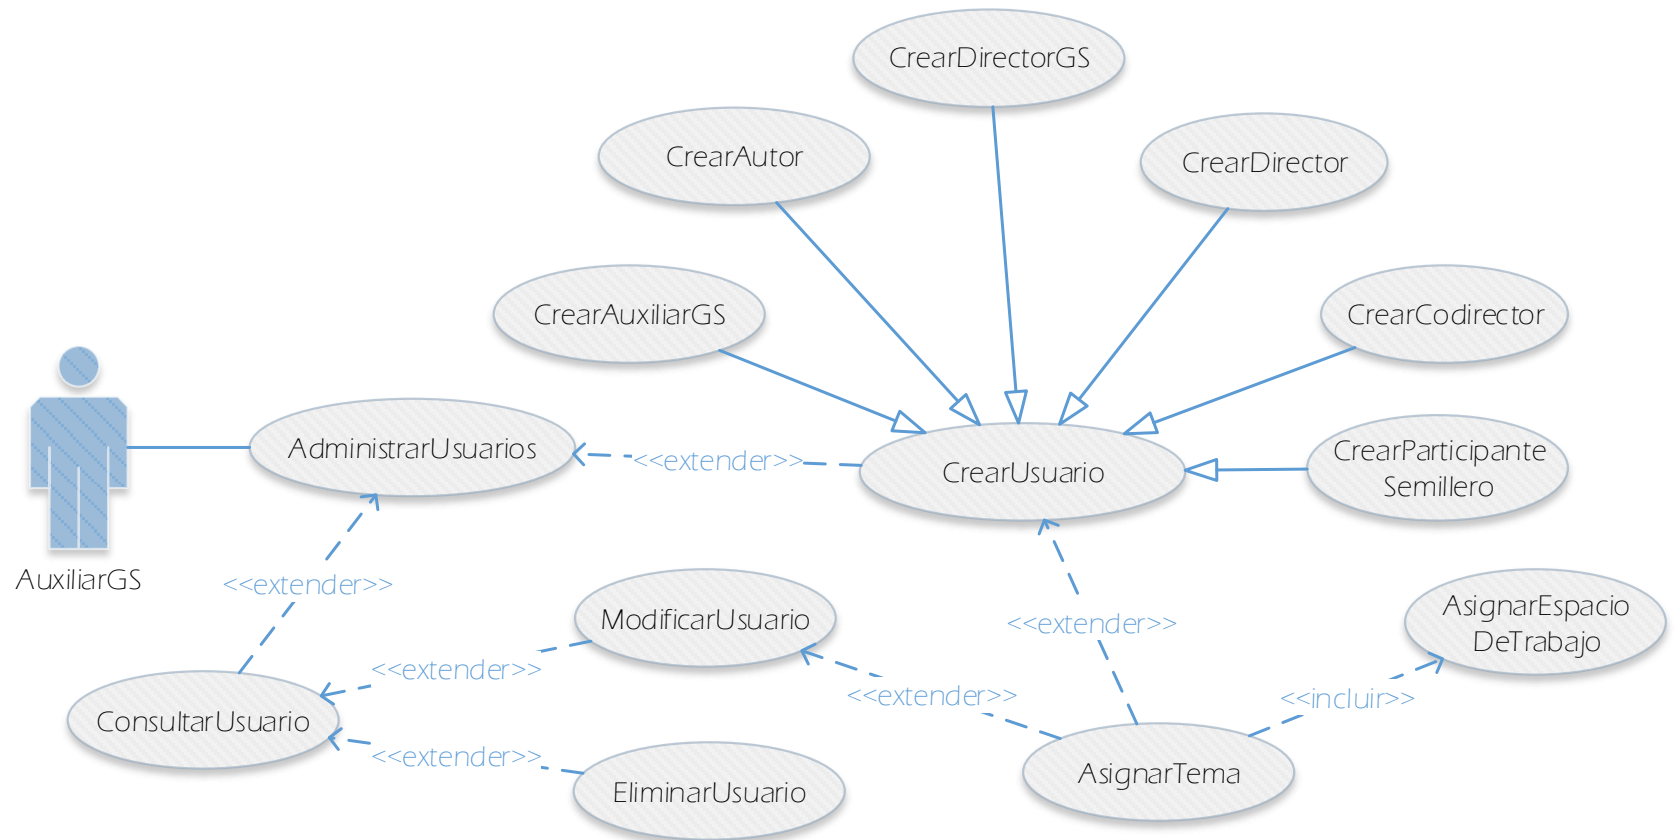 CrearDirectorGS
CrearAutor
CrearDirector
CrearAuxiliarGS
CrearCodirector
AdministrarUsuarios
<<extender>>
CrearUsuario
CrearParticipante
Semillero
AuxiliarGS
<<extender>>
ModificarUsuario
<<extender>>
AsignarEspacio
DeTrabajo
<<extender>>
<<extender>>
<<incluir>>
ConsultarUsuario
<<extender>>
EliminarUsuario
AsignarTema